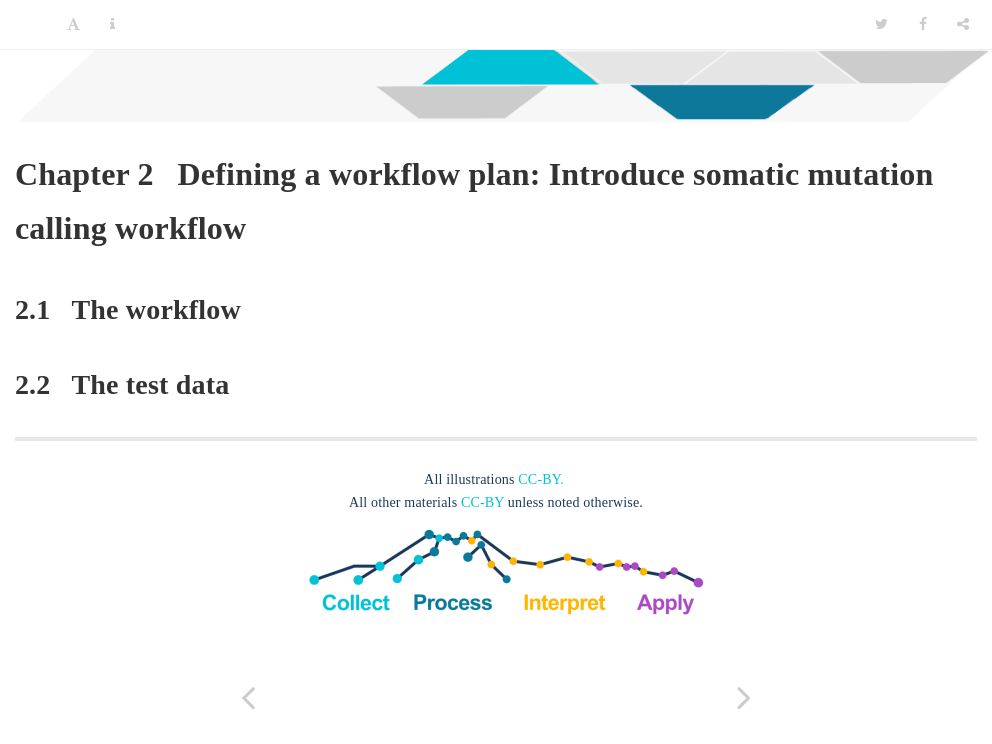 Chapter 2 Defining a workflow plan: Introduce somatic mutation
calling workflow
2.1 The workflow
2.2 The test data
All illustrations CC-BY.
All other materials CC-BY unless noted otherwise.
Collect Process Interpret Apply